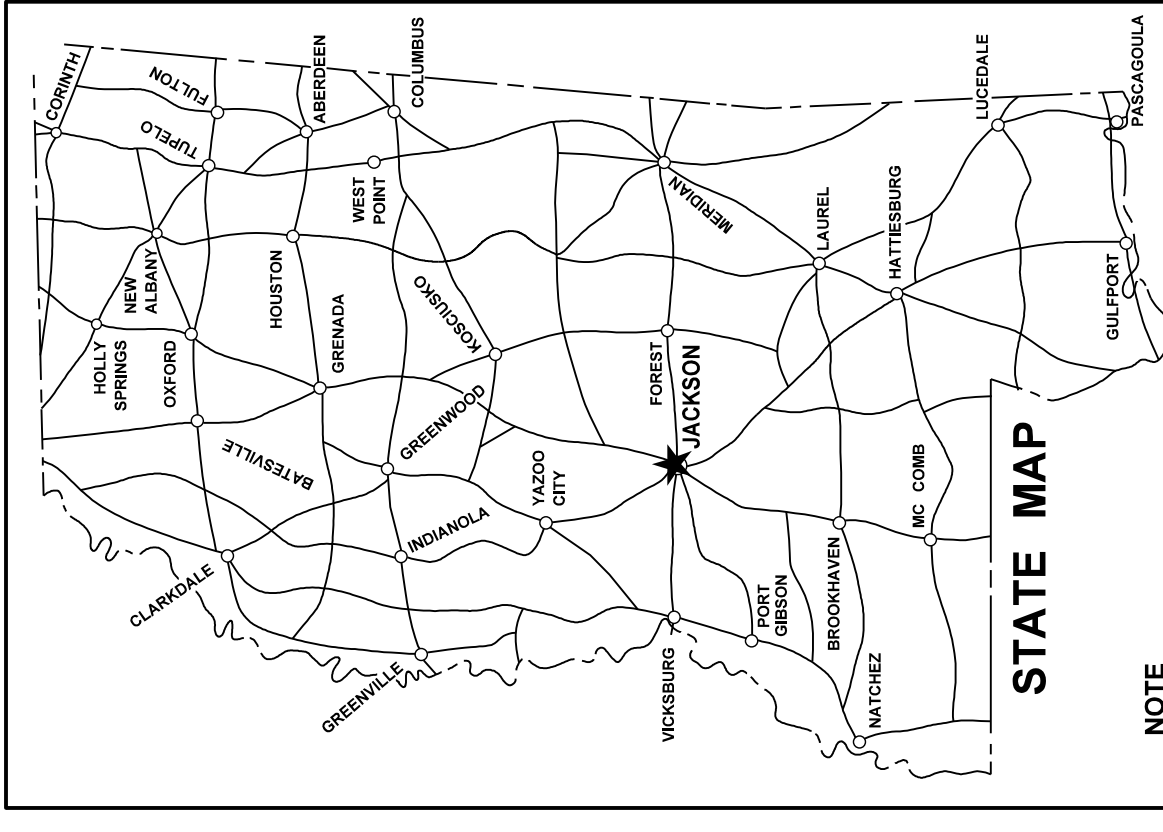 CORINTH
FULTON
TUPELO
ABERDEEN
COLUMBUS
WEST
POINT
NEW
ALBANY
HOUSTON
HOLLY
SPRINGS
OXFORD
GRENADA
KOSCIUSKO
BATESVILLE
GREENWOOD
CLARKDALE
INDIANOLA
GREENVILLE
YAZOO
CITY
MERIDIAN
FOREST
JACKSON
VICKSBURG
PORT
GIBSON
LAUREL
HATTIESBURG
BROOKHAVEN
MC COMB
NATCHEZ
LUCEDALE
PASCAGOULA
GULFPORT
STATE MAP
NOTE